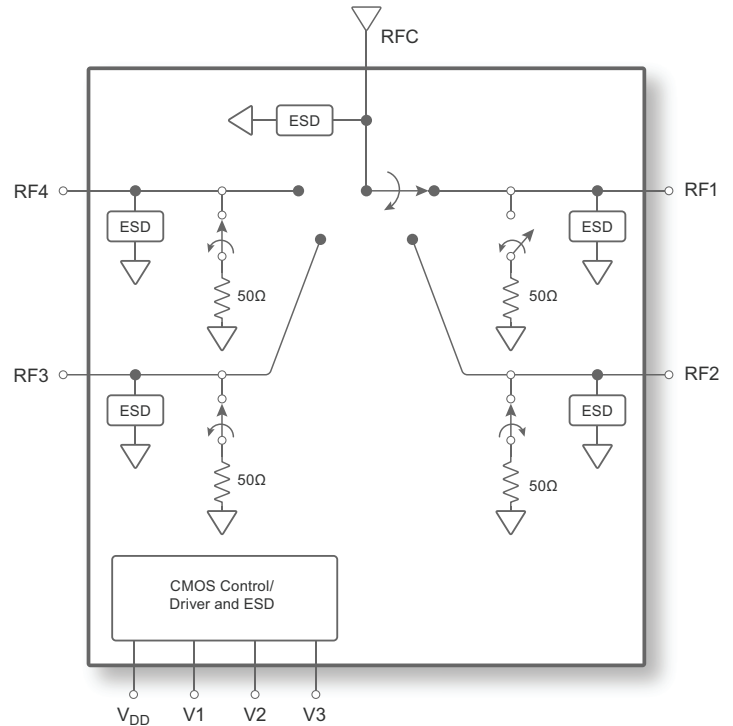 RFC
ESD
RF4
RF1
ESD
ESD
50Ω
50Ω
RF3
RF2
ESD
ESD
50Ω
50Ω
CMOS Control/
Driver and ESD
VDD
V1
V2
V3